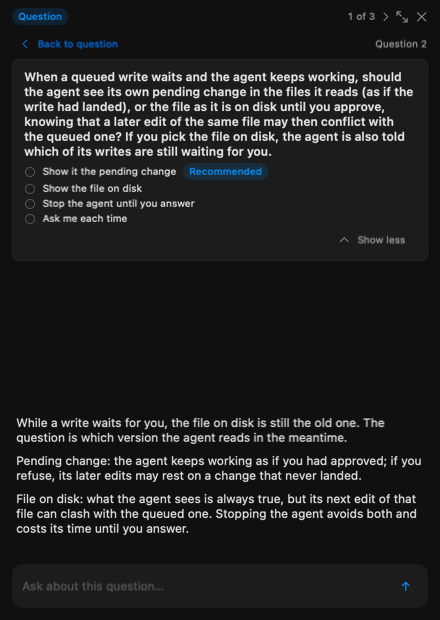 Question
1 of 3
Back to question
Question 2
When a queued write waits and the agent keeps working, should
the agent see its own pending change in the files it reads (as if the
write had landed), or the file as it is on disk until you approve,
knowing that a later edit of the same file may then conflict with
the queued one? If you pick the file on disk, the agent is also told
which of its writes are still waiting for you.
Show it the pending change Recommended
Show the file on disk
Stop the agent until you answer
Ask me each time
Show less
While a write waits for you, the file on disk is still the old one. The
question is which version the agent reads in the meantime.
Pending change: the agent keeps working as if you had approved; if you
refuse, its later edits may rest on a change that never landed.
File on disk: what the agent sees is always true, but its next edit of that
file can clash with the queued one. Stopping the agent avoids both and
costs its time until you answer.
Ask about this question...